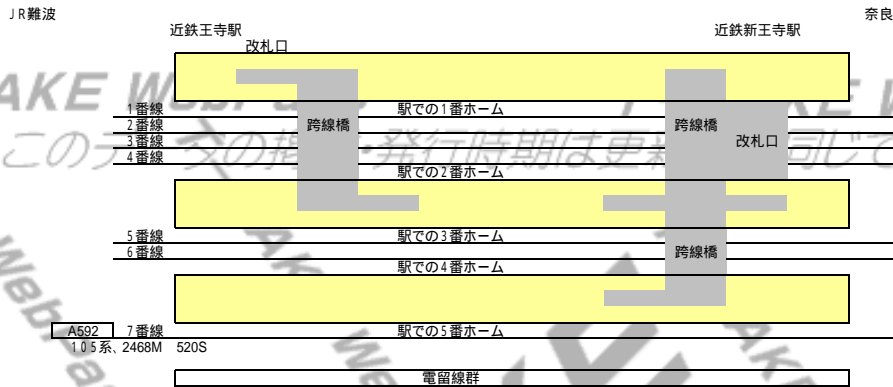 JR難波
奈良
近鉄王寺駅
近鉄新王寺駅
改札口
1番線
駅での1番ホーム
2番線
跨線橋
跨線橋
3番線
改札口
4番線
駅での2番ホーム
5番線
駅での3番ホーム
6番線
跨線橋
駅での4番ホーム
A592
7番線
駅での5番ホーム
105系、2468M 520S
電留線群